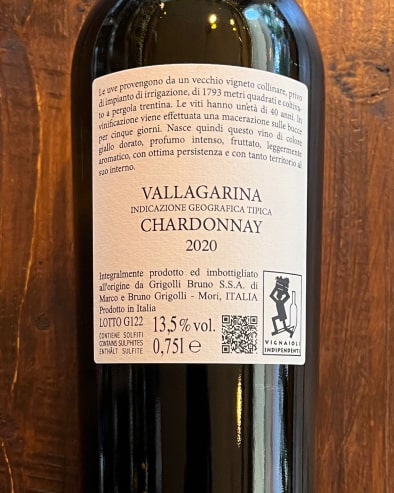 Le uve provengono da un vecchio vigneto collinare, privo
di impianto di irrigazione, di 1793 metri quadrati e coltiva-
to a pergola trentina. Le viti hanno un'età di 40 anni. In
vinificazione viene effettuata una macerazione sulle bucce
per cinque giorni. Nasce quindi questo vino di colore
giallo dorato, profumo intenso, fruttato, leggermente
aromatico, con ottima persistenza e con tanto territorio al
suo interno.
VALLAGARINA
INDICAZIONE GEOGRAFICA TIPICA
CHARDONNAY
2020
Integralmente prodotto ed imbottigliato
all'origine da Grigolli Bruno S.S.A. di
Marco e Bruno Grigolli - Mori, ITALIA
Prodotto in Italia
LOTTO G122
CONTIENE SOLFITI
CONTAINS SULPHITES
ENTHÄLT SULFITE
13,5% vol.
0,75l ℮
VIGNAIOLI
INDIPENDENTI